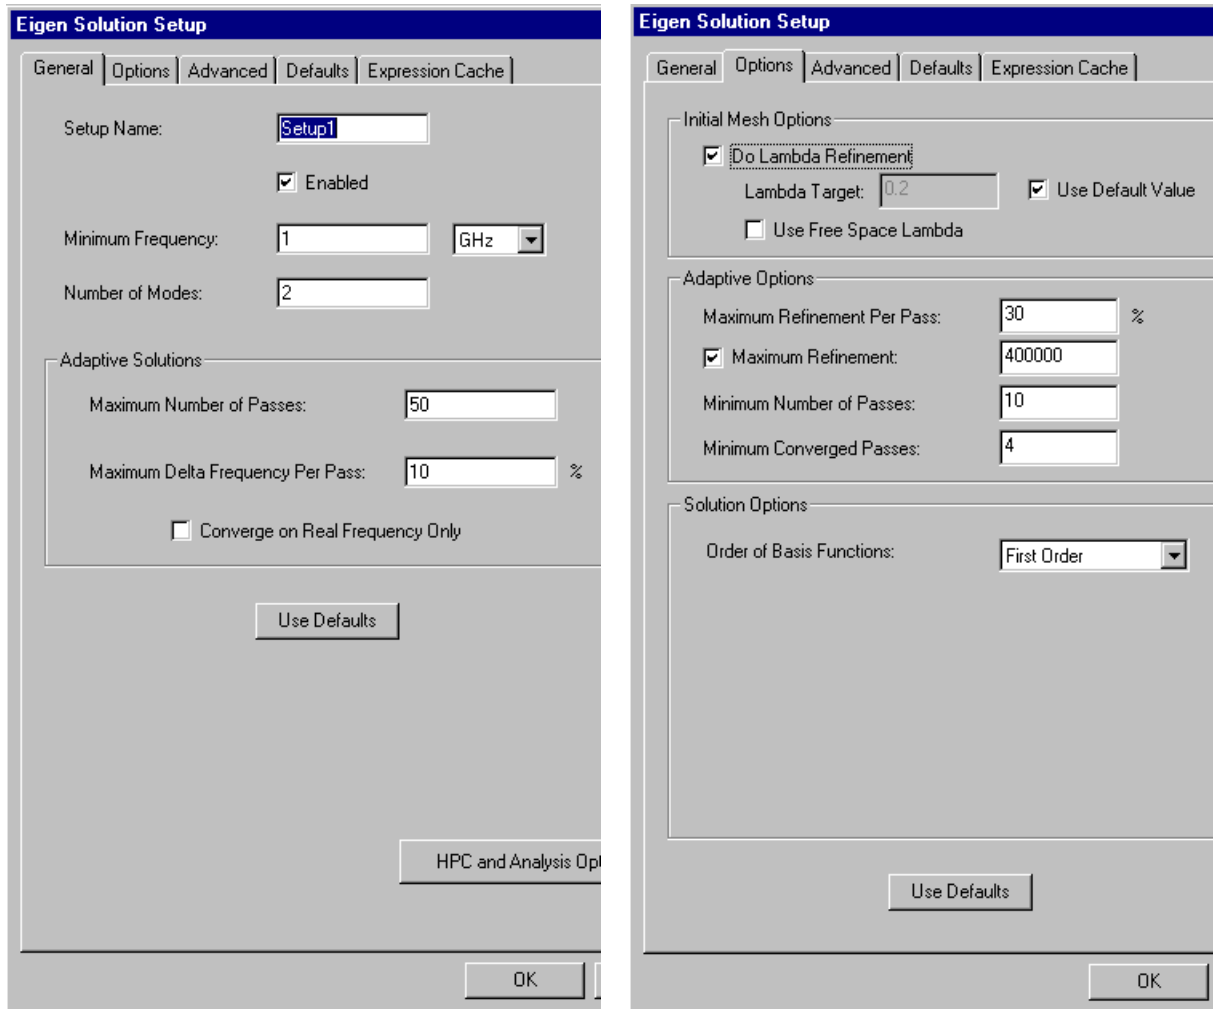 Eigen Solution Setup
General Options Advanced Defaults Expression Cache
Setup Name: Setup1
Enabled
Minimum Frequency: 1 GHz
Number of Modes: 2
Adaptive Solutions
Maximum Number of Passes: 50
Maximum Delta Frequency Per Pass: 10 %
Converge on Real Frequency Only
Use Defaults
HPC and Analysis Opt
OK
Eigen Solution Setup
General Options Advanced Defaults Expression Cache
Initial Mesh Options
Do Lambda Refinement
Lambda Target: 0.2 Use Default Value
Use Free Space Lambda
Adaptive Options
Maximum Refinement Per Pass: 30 %
Maximum Refinement: 400000
Minimum Number of Passes: 10
Minimum Converged Passes: 4
Solution Options
Order of Basis Functions: First Order
Use Defaults
OK